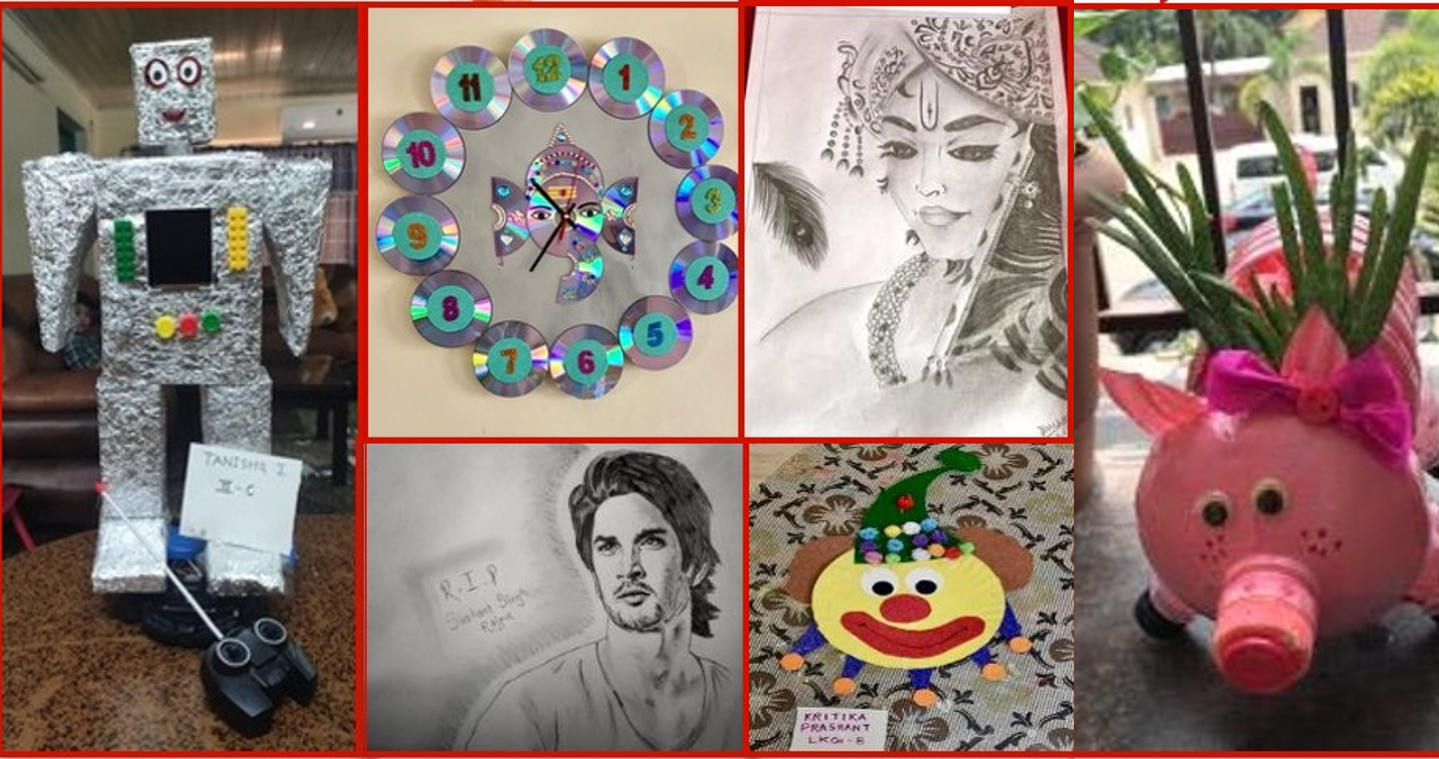 TANISHQ I
III-C
12
1
2
3
4
5
6
7
8
9
10
11
R.I.P
Sushant Singh
Rajput
KRITIKA
PRASHANT
LKG-B